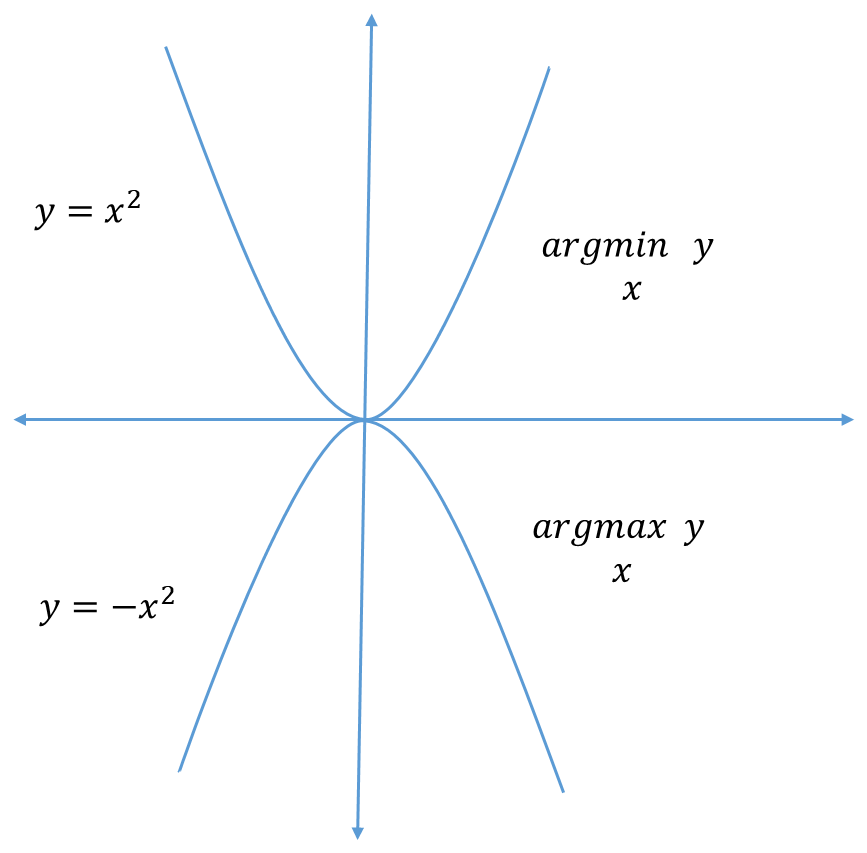 y = x²
argmin y
x
argmax y
x
y = −x²